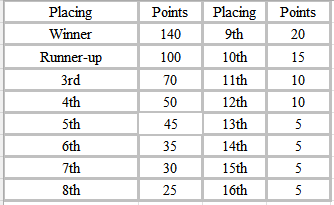 Placing Points Placing Points
Winner 140 9th 20
Runner-up 100 10th 15
3rd 70 11th 10
4th 50 12th 10
5th 45 13th 5
6th 35 14th 5
7th 30 15th 5
8th 25 16th 5